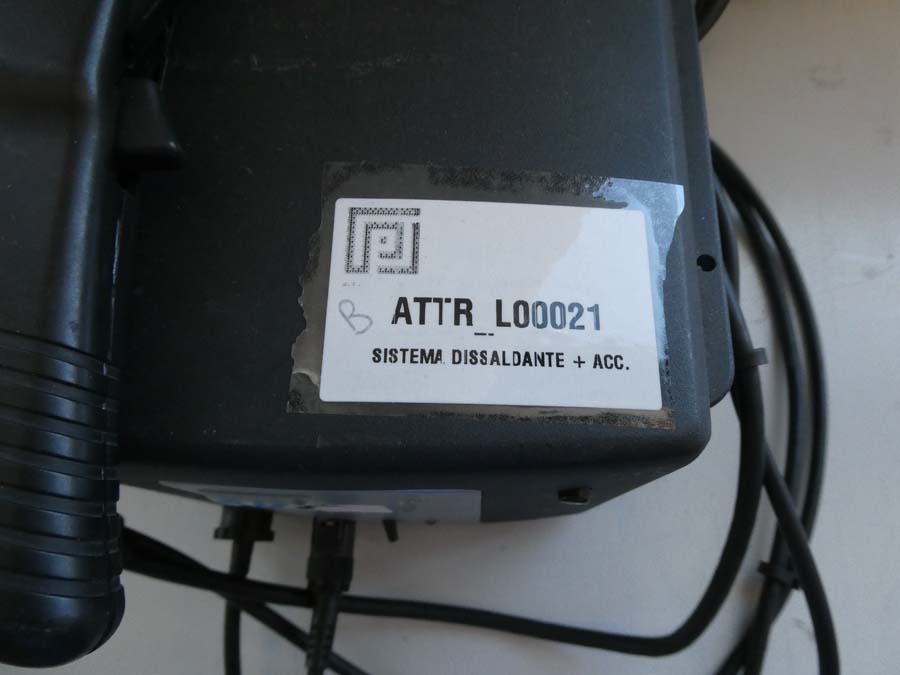 B ATTR_L00021
SISTEMA DISSALDANTE + ACC.